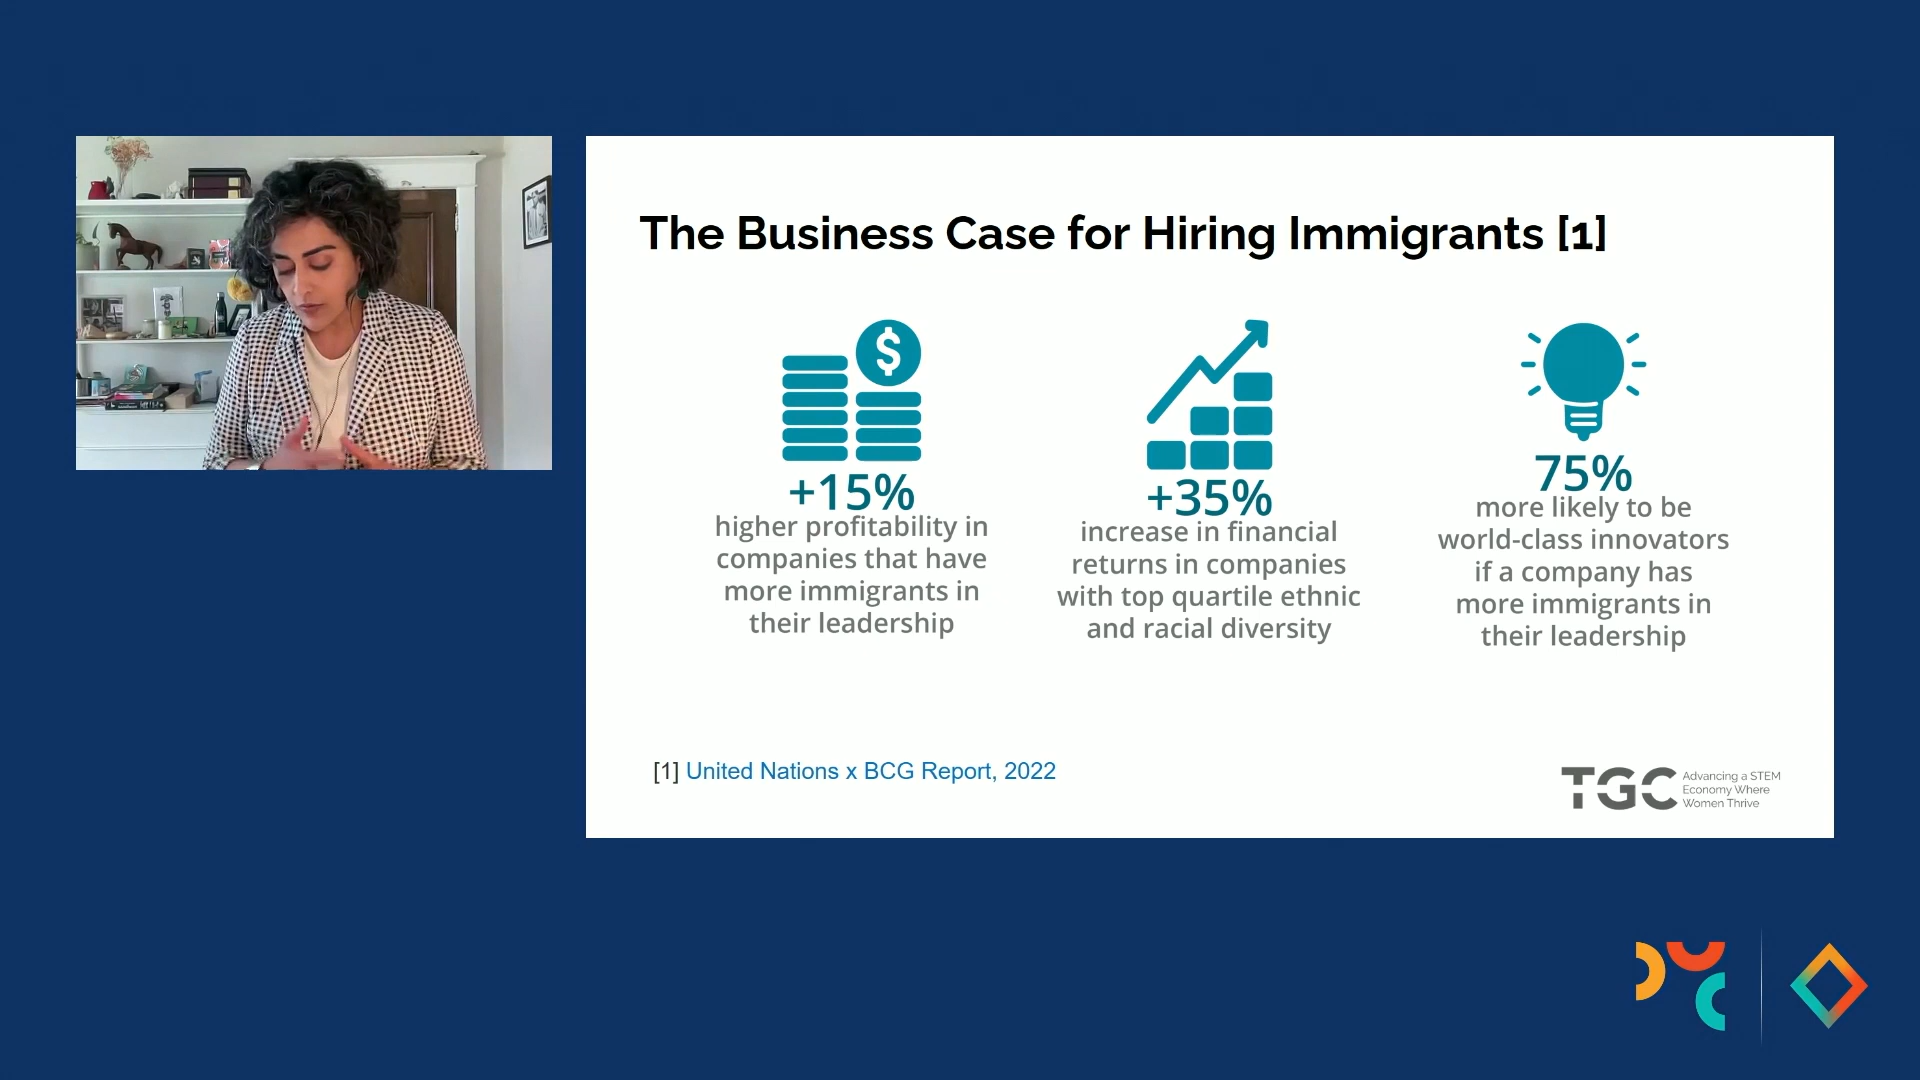 The Business Case for Hiring Immigrants [1]
$
+15%
higher profitability in
companies that have
more immigrants in
their leadership
+35%
increase in financial
returns in companies
with top quartile ethnic
and racial diversity
75%
more likely to be
world-class innovators
if a company has
more immigrants in
their leadership
[1] United Nations x BCG Report, 2022
TGC
Advancing a STEM
Economy Where
Women Thrive